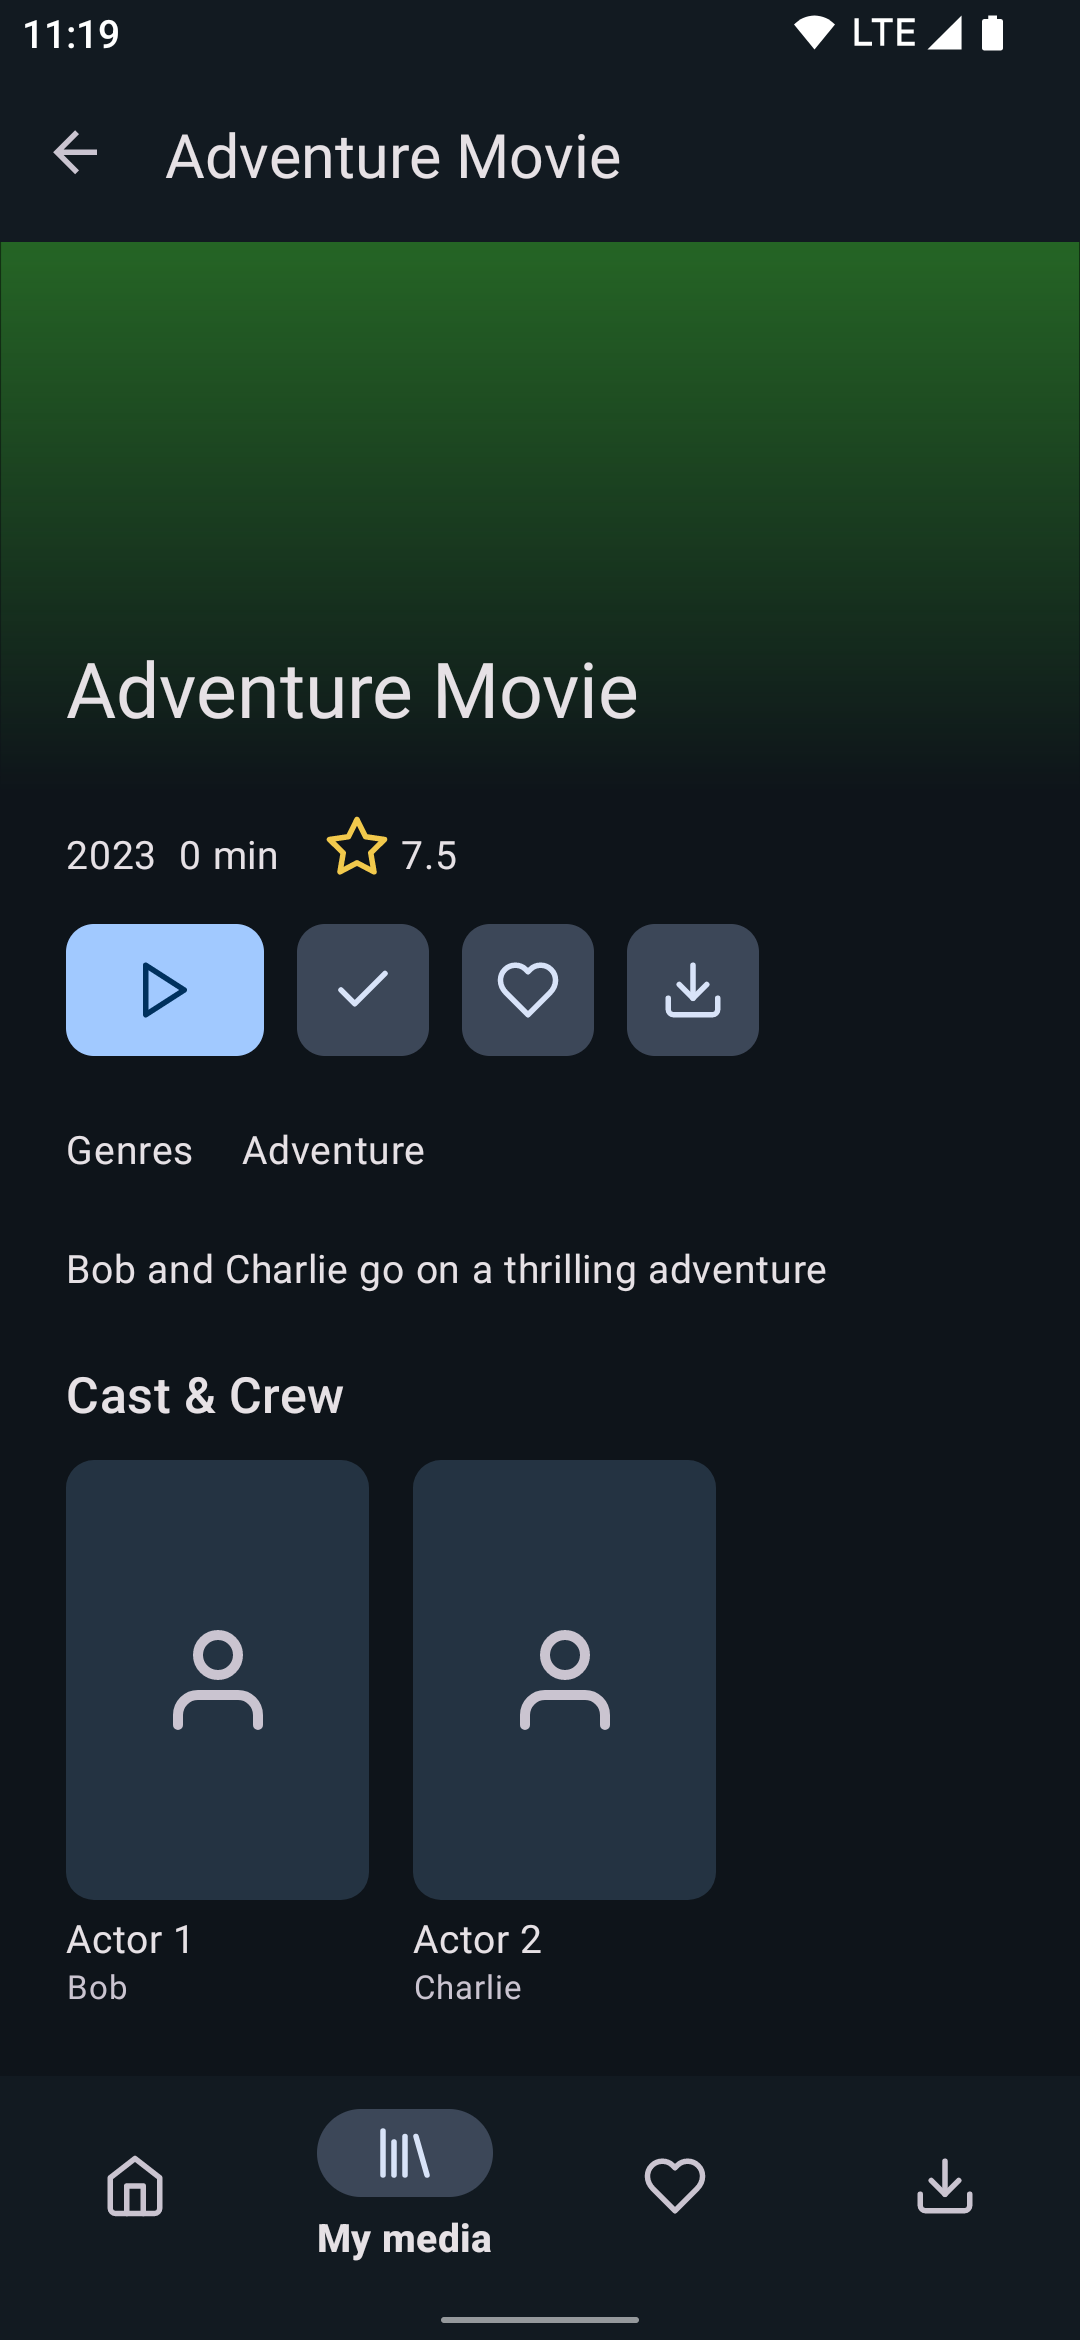 11:19 LTE
Adventure Movie
Adventure Movie
2023 0 min 7.5
Genres Adventure
Bob and Charlie go on a thrilling adventure
Cast & Crew
Actor 1 Actor 2
Bob Charlie
My media